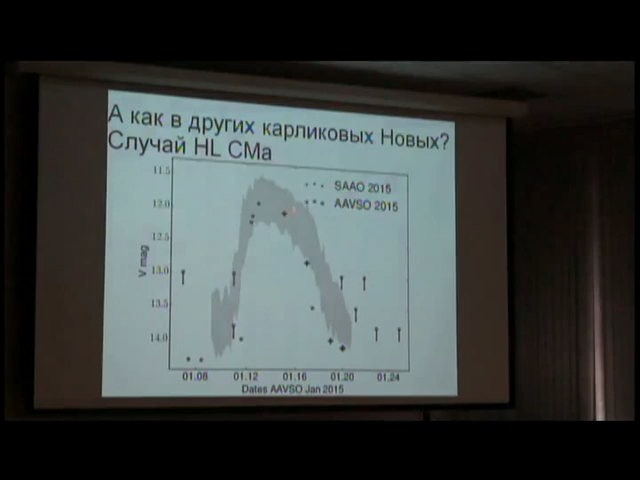 А как в других карликовых Новых?
Случай HL CMa
SAAO 2015
AAVSO 2015
V mag
11.5
12.0
12.5
13.0
13.5
14.0
01.08
01.12
01.16
01.20
01.24
Dates AAVSO Jan 2015